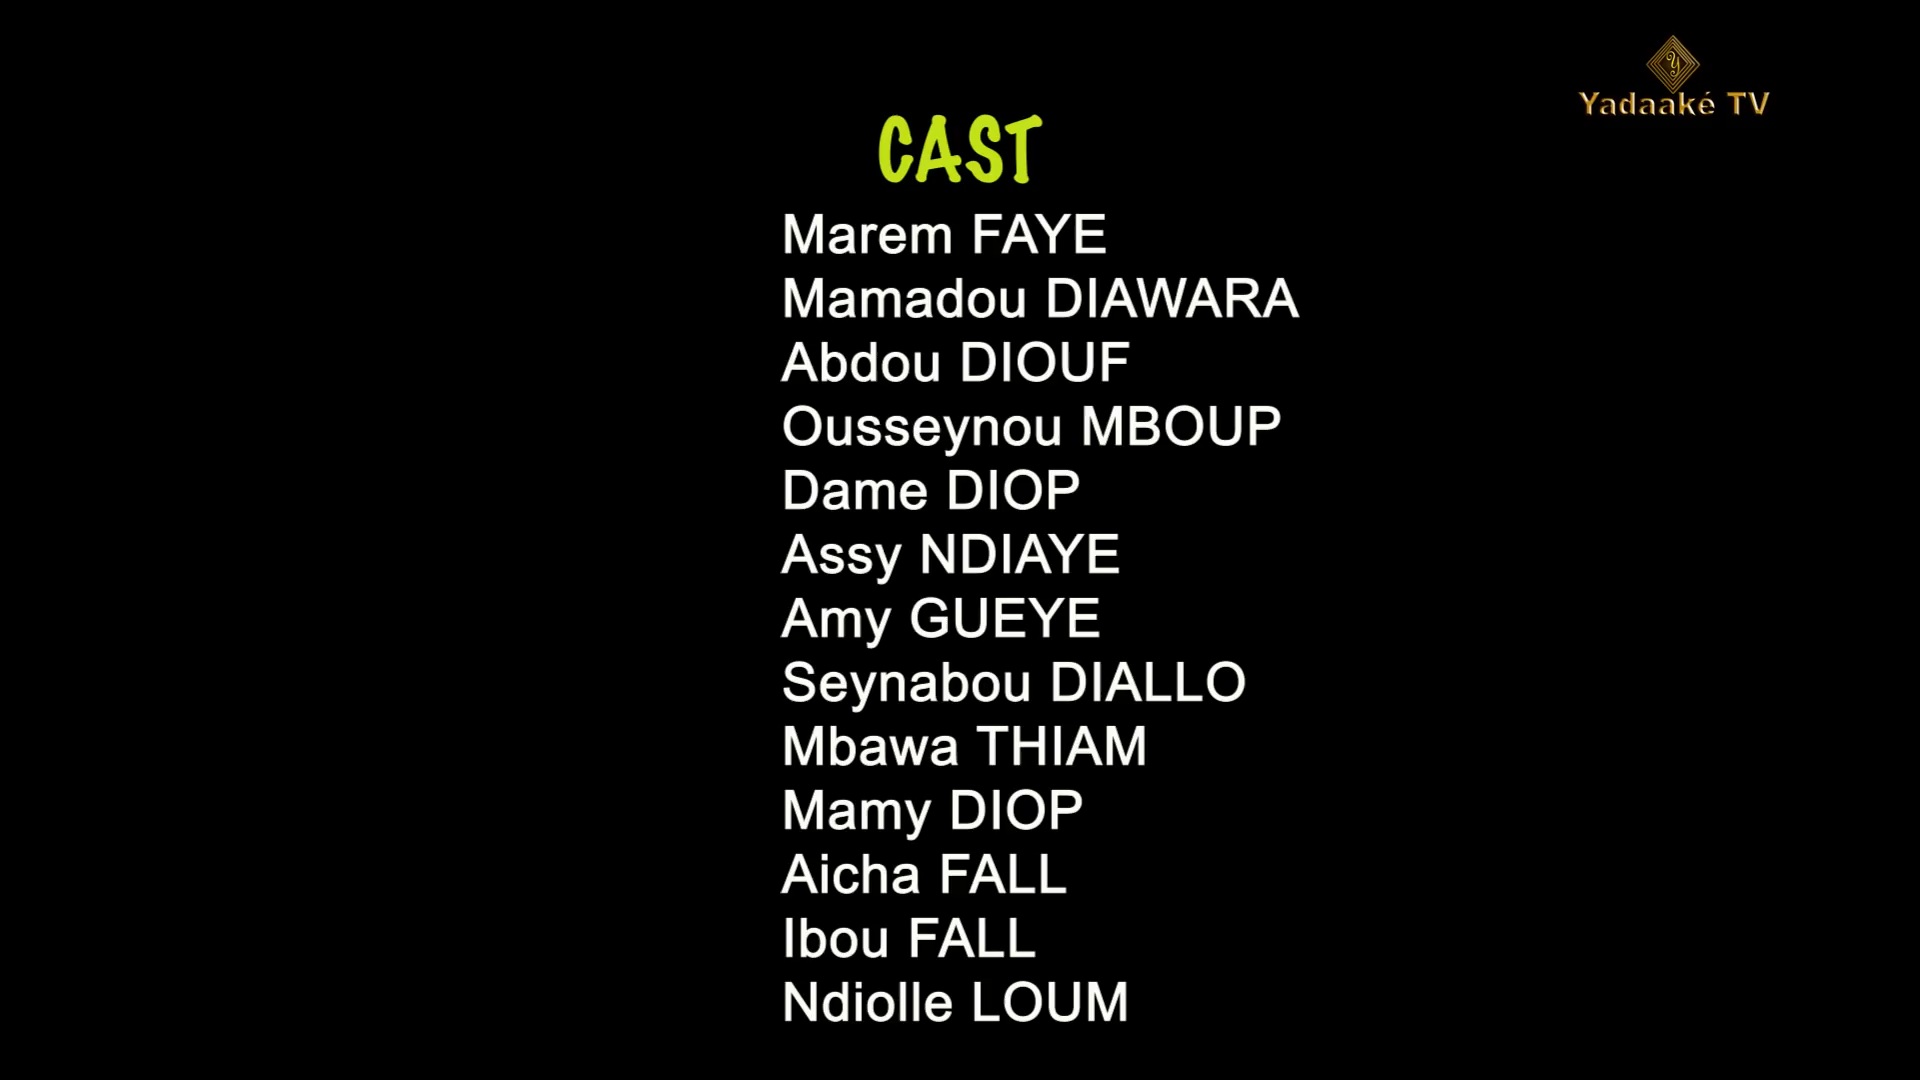 Yadaaké TV
CAST
Marem FAYE
Mamadou DIAWARA
Abdou DIOUF
Ousseynou MBOUP
Dame DIOP
Assy NDIAYE
Amy GUEYE
Seynabou DIALLO
Mbawa THIAM
Mamy DIOP
Aicha FALL
Ibou FALL
Ndiolle LOUM